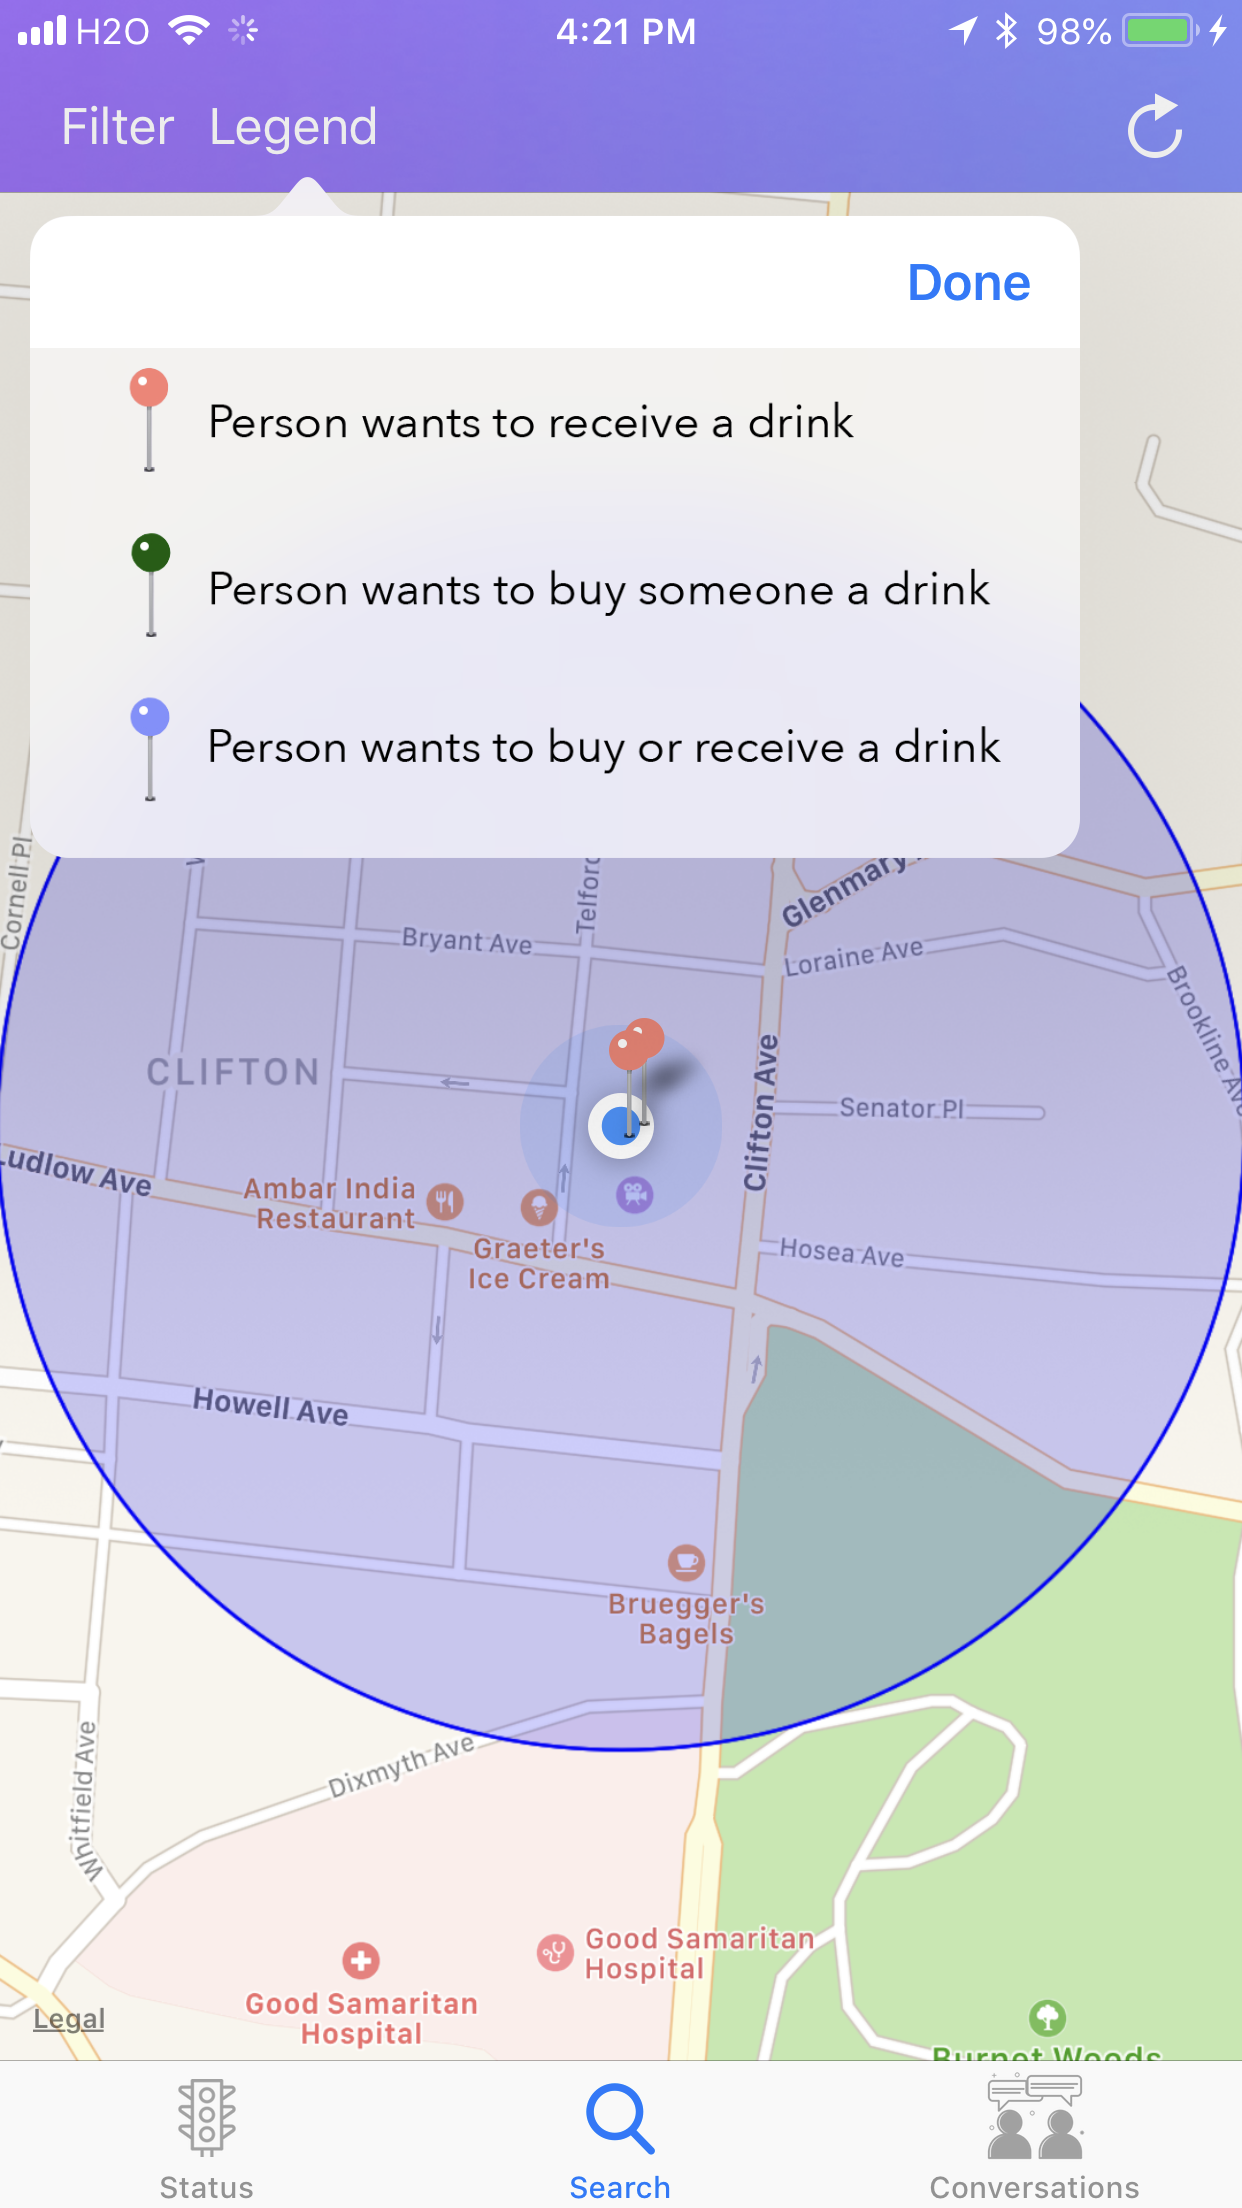 H2O 4:21 PM 98%
Filter Legend
Done
Person wants to receive a drink
Person wants to buy someone a drink
Person wants to buy or receive a drink
Cornell Pl
Telford
Glenmary
Bryant Ave
Loraine Ave
Brookline Ave
CLIFTON
Clifton Ave
Senator Pl
Ludlow Ave
Ambar India
Restaurant
Graeter's
Ice Cream
Hosea Ave
Howell Ave
Bruegger's
Bagels
Dixmyth Ave
Whitfield Ave
Good Samaritan
Hospital
Good Samaritan
Hospital
Legal
Burnet Woods
Status
Search
Conversations